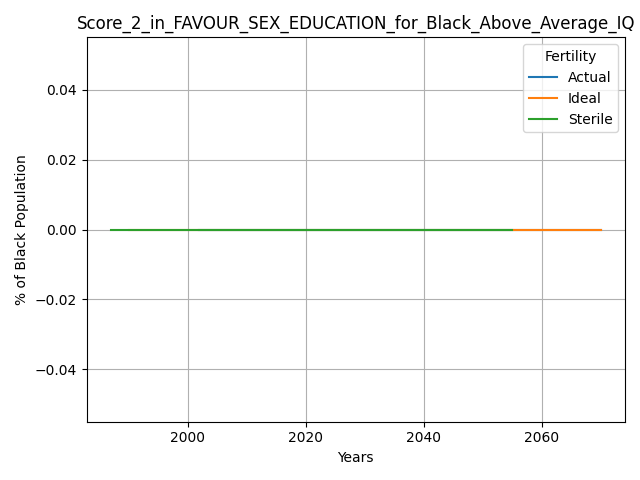 Score_2_in_FAVOUR_SEX_EDUCATION_for_Black_Above_Average_IQ
Fertility
Actual
Ideal
Sterile
% of Black Population
0.04
0.02
0.00
−0.02
−0.04
2000 2020 2040 2060
Years